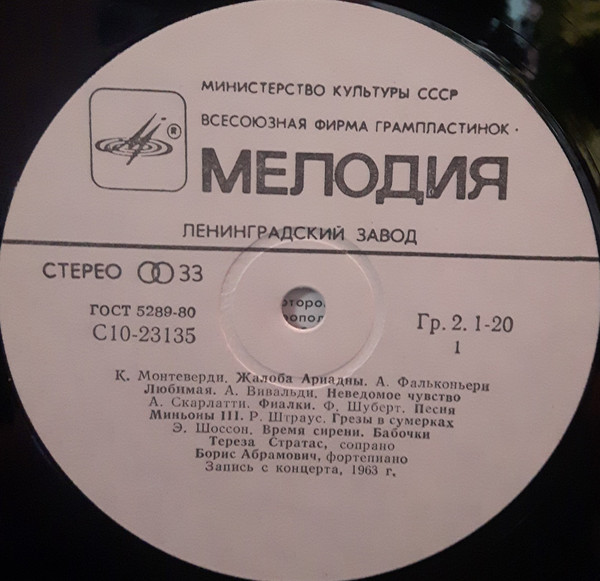 МИНИСТЕРСТВО КУЛЬТУРЫ СССР
ВСЕСОЮЗНАЯ ФИРМА ГРАМПЛАСТИНОК •
®
МЕЛОДИЯ
ЛЕНИНГРАДСКИЙ ЗАВОД
СТЕРЕО 33
ГОСТ 5289-80
С10-23135
Гр. 2. 1-20
1
К. Монтеверди. Жалоба Ариадны. А. Фальконьери
Любимая. А. Вивальди. Неведомое чувство
А. Скарлатти. Фиалки. Ф. Шуберт. Песня
Миньоны III. Р. Штраус. Грезы в сумерках
Э. Шоссон. Время сирени. Бабочки
Тереза Стратас, сопрано
Борис Абрамович, фортепиано
Запись с концерта, 1963 г.